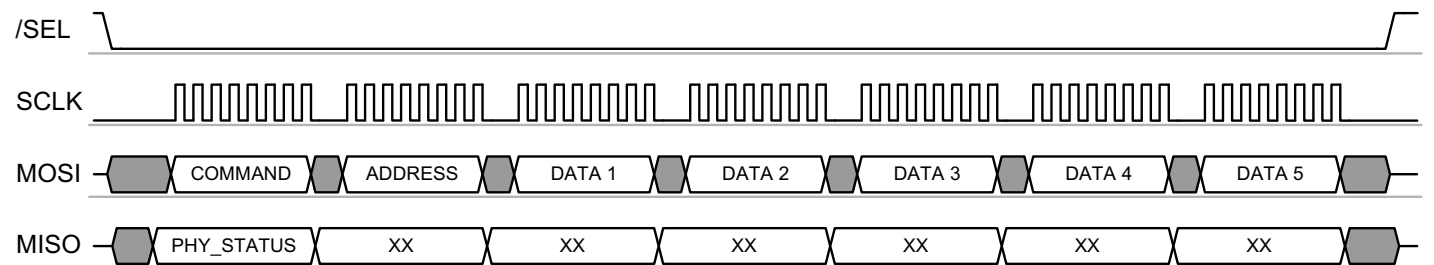 /SEL
SCLK
MOSI COMMAND ADDRESS DATA 1 DATA 2 DATA 3 DATA 4 DATA 5
MISO PHY_STATUS XX XX XX XX XX XX